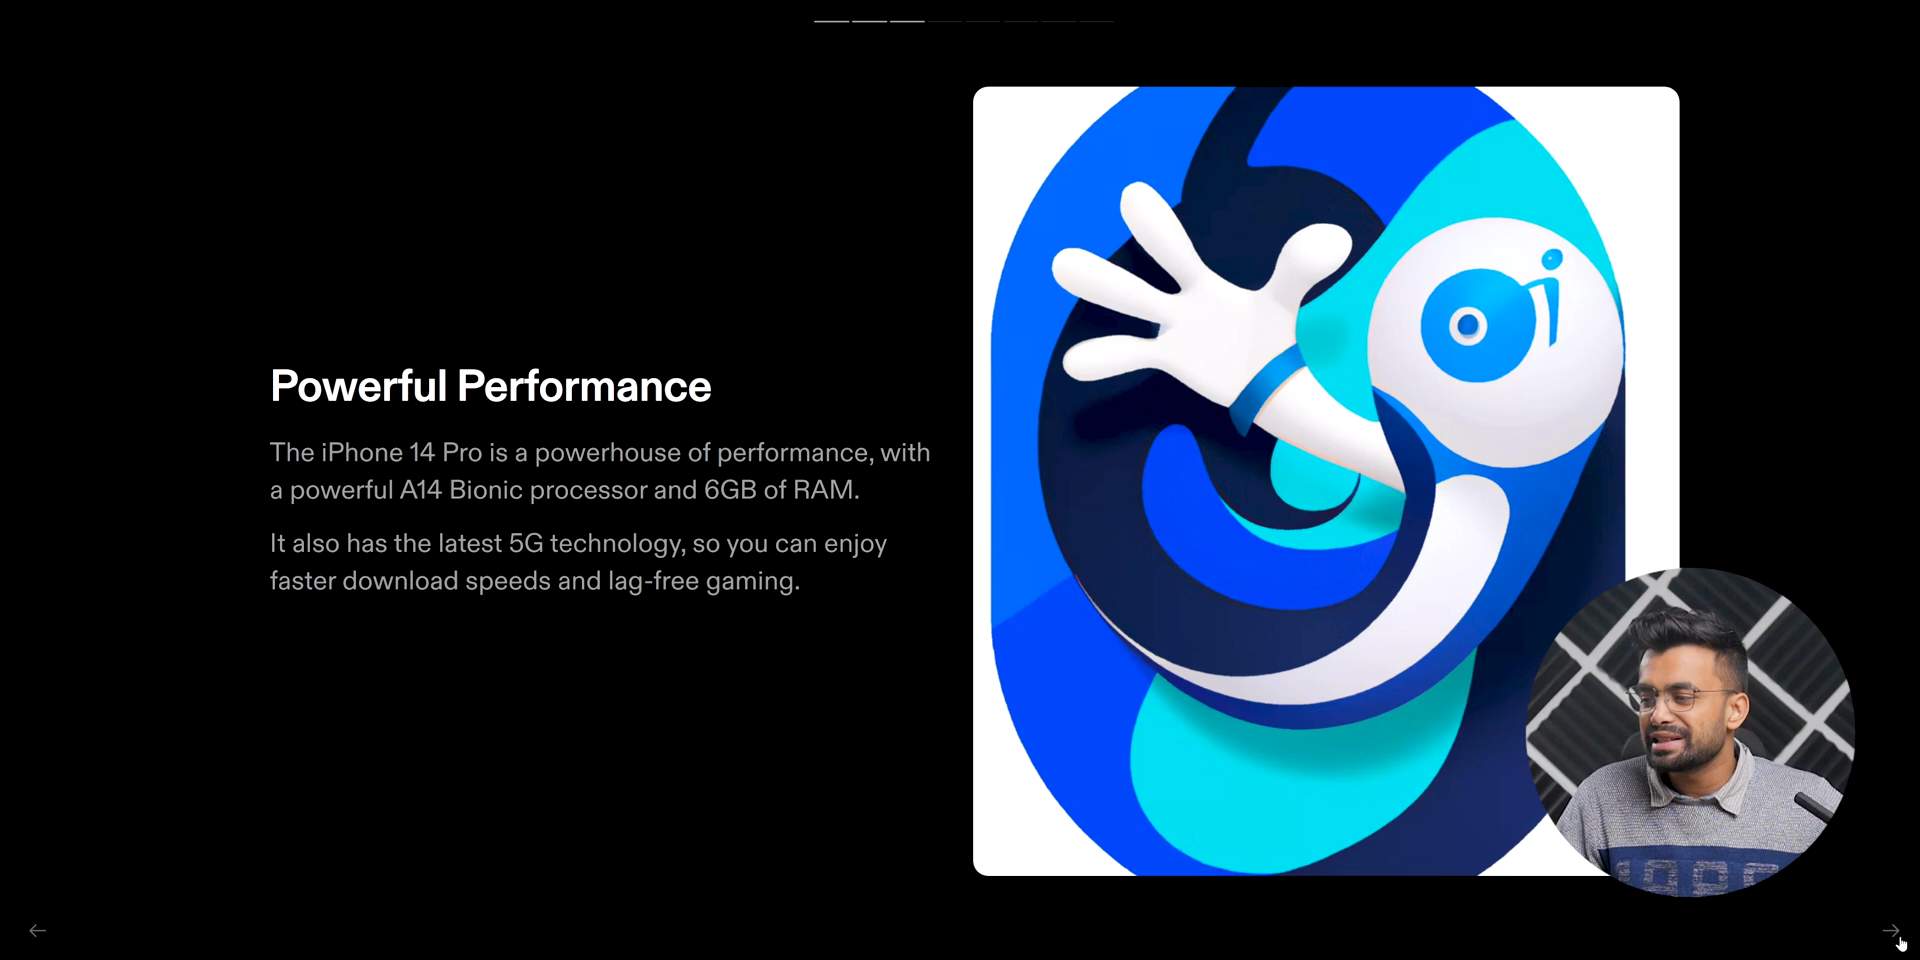 Powerful Performance
The iPhone 14 Pro is a powerhouse of performance, with
a powerful A14 Bionic processor and 6GB of RAM.
It also has the latest 5G technology, so you can enjoy
faster download speeds and lag-free gaming.